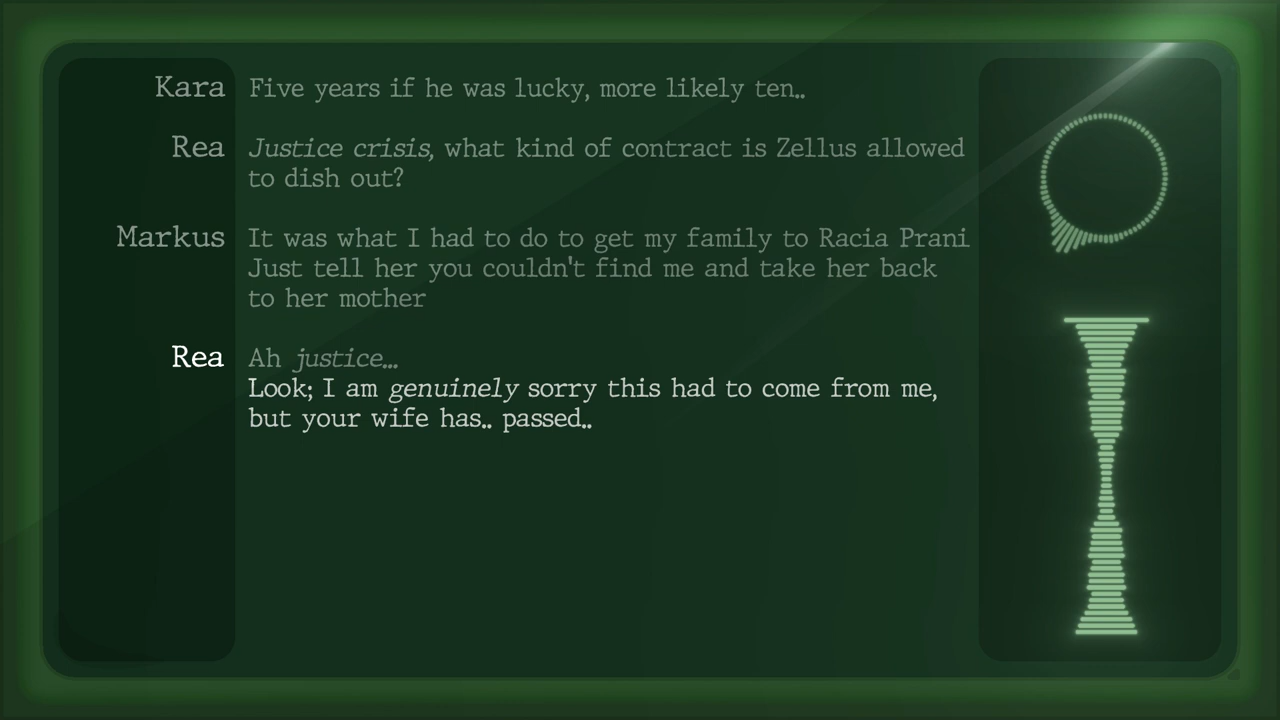 Kara Five years if he was lucky, more likely ten..
Rea Justice crisis, what kind of contract is Zellus allowed
to dish out?
Markus It was what I had to do to get my family to Racia Prani
Just tell her you couldn't find me and take her back
to her mother
Rea Ah justice...
Look; I am genuinely sorry this had to come from me,
but your wife has.. passed..